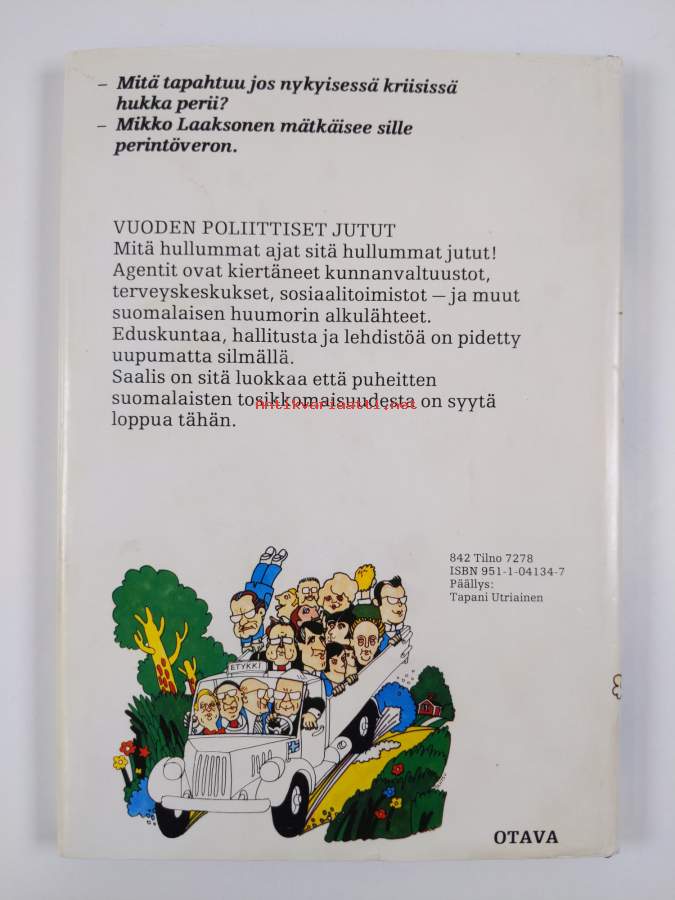 – Mitä tapahtuu jos nykyisessä kriisissä
hukka perii?
– Mikko Laaksonen mätkäisee sille
perintöveron.
VUODEN POLIITTISET JUTUT
Mitä hullummat ajat sitä hullummat jutut!
Agentit ovat kiertäneet kunnanvaltuustot,
terveyskeskukset, sosiaalitoimistot — ja muut
suomalaisen huumorin alkulähteet.
Eduskuntaa, hallitusta ja lehdistöä on pidetty
uupumatta silmällä.
Saalis on sitä luokkaa että puheitten
suomalaisten tosikkomaisuudesta on syytä
loppua tähän.
Antikvariaatti.net
842 Tilno 7278
ISBN 951-1-04134-7
Päällys:
Tapani Utriainen
ETYKKI
OTAVA